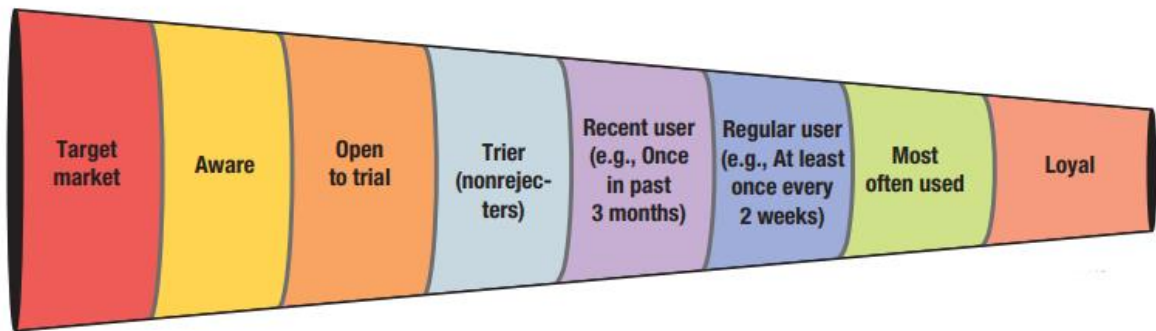 Target
market
Aware
Open
to trial
Trier
(nonrejec-
ters)
Recent user
(e.g., Once
in past
3 months)
Regular user
(e.g., At least
once every
2 weeks)
Most
often used
Loyal